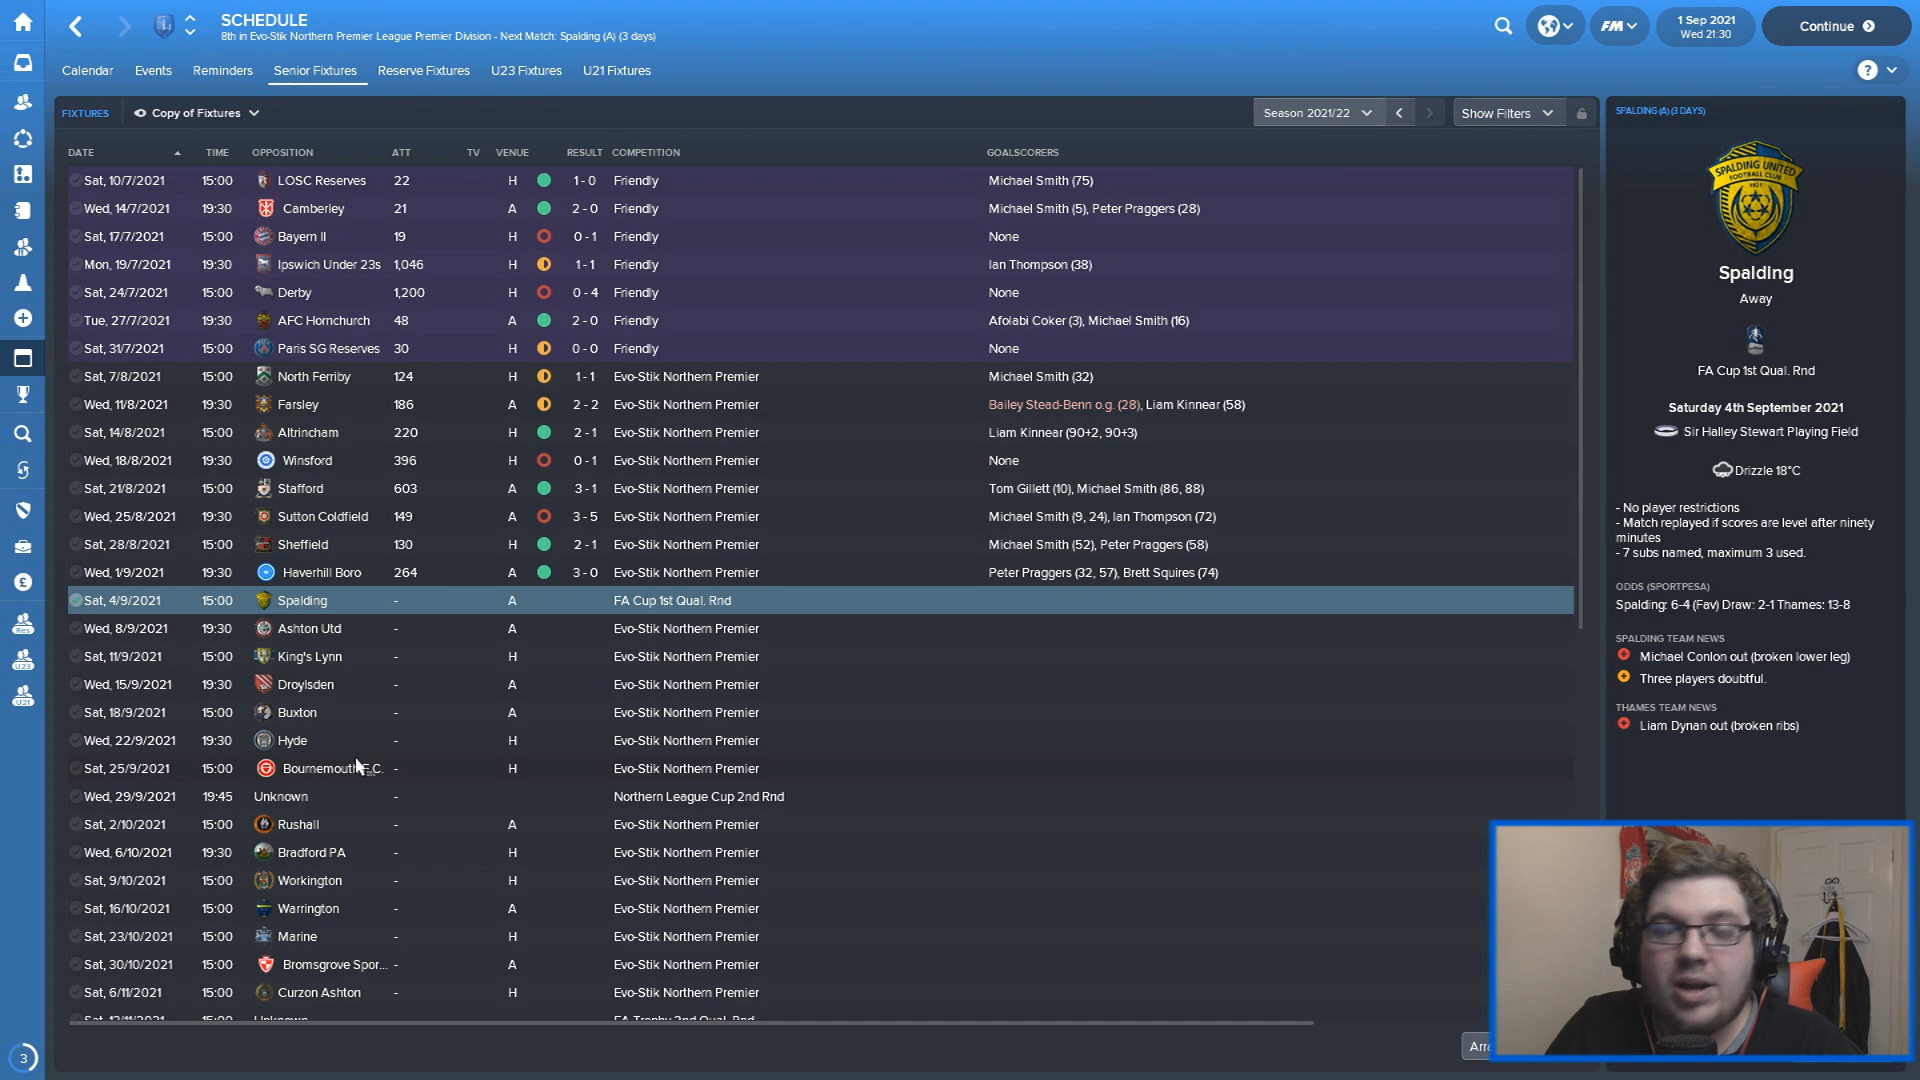 SCHEDULE
8th in Evo-Stik Northern Premier League Premier Division - Next Match: Spalding (A) (3 days)
FM
1 Sep 2021
Wed 21:30
Continue
Calendar Events Reminders Senior Fixtures Reserve Fixtures U23 Fixtures U21 Fixtures
?
FIXTURES Copy of Fixtures Season 2021/22 Show Filters
DATE TIME OPPOSITION ATT TV VENUE RESULT COMPETITION GOALSCORERS
Sat, 10/7/2021 15:00 LOSC Reserves 22 H 1 - 0 Friendly Michael Smith (75)
Wed, 14/7/2021 19:30 Camberley 21 A 2 - 0 Friendly Michael Smith (5), Peter Praggers (28)
Sat, 17/7/2021 15:00 Bayern II 19 H 0 - 1 Friendly None
Mon, 19/7/2021 19:30 Ipswich Under 23s 1,046 H 1 - 1 Friendly Ian Thompson (38)
Sat, 24/7/2021 15:00 Derby 1,200 H 0 - 4 Friendly None
Tue, 27/7/2021 19:30 AFC Hornchurch 48 A 2 - 0 Friendly Afolabi Coker (3), Michael Smith (16)
Sat, 31/7/2021 15:00 Paris SG Reserves 30 H 0 - 0 Friendly None
Sat, 7/8/2021 15:00 North Ferriby 124 H 1 - 1 Evo-Stik Northern Premier Michael Smith (32)
Wed, 11/8/2021 19:30 Farsley 186 A 2 - 2 Evo-Stik Northern Premier Bailey Stead-Benn o.g. (28), Liam Kinnear (58)
Sat, 14/8/2021 15:00 Altrincham 220 H 2 - 1 Evo-Stik Northern Premier Liam Kinnear (90+2, 90+3)
Wed, 18/8/2021 19:30 Winsford 396 H 0 - 1 Evo-Stik Northern Premier None
Sat, 21/8/2021 15:00 Stafford 603 A 3 - 1 Evo-Stik Northern Premier Tom Gillett (10), Michael Smith (86, 88)
Wed, 25/8/2021 19:30 Sutton Coldfield 149 A 3 - 5 Evo-Stik Northern Premier Michael Smith (9, 24), Ian Thompson (72)
Sat, 28/8/2021 15:00 Sheffield 130 H 2 - 1 Evo-Stik Northern Premier Michael Smith (52), Peter Praggers (58)
Wed, 1/9/2021 19:30 Haverhill Boro 264 A 3 - 0 Evo-Stik Northern Premier Peter Praggers (32, 57), Brett Squires (74)
Sat, 4/9/2021 15:00 Spalding - A FA Cup 1st Qual. Rnd
Wed, 8/9/2021 19:30 Ashton Utd - A Evo-Stik Northern Premier
Sat, 11/9/2021 15:00 King's Lynn - H Evo-Stik Northern Premier
Wed, 15/9/2021 19:30 Droylsden - A Evo-Stik Northern Premier
Sat, 18/9/2021 15:00 Buxton - A Evo-Stik Northern Premier
Wed, 22/9/2021 19:30 Hyde - H Evo-Stik Northern Premier
Sat, 25/9/2021 15:00 Bournemouth F.C. - H Evo-Stik Northern Premier
Wed, 29/9/2021 19:45 Unknown - Northern League Cup 2nd Rnd
Sat, 2/10/2021 15:00 Rushall - A Evo-Stik Northern Premier
Wed, 6/10/2021 19:30 Bradford PA - H Evo-Stik Northern Premier
Sat, 9/10/2021 15:00 Workington - H Evo-Stik Northern Premier
Sat, 16/10/2021 15:00 Warrington - A Evo-Stik Northern Premier
Sat, 23/10/2021 15:00 Marine - H Evo-Stik Northern Premier
Sat, 30/10/2021 15:00 Bromsgrove Spor... - A Evo-Stik Northern Premier
Sat, 6/11/2021 15:00 Curzon Ashton - H Evo-Stik Northern Premier
Sat, 13/11/2021 15:00 Unknown FA Trophy 2nd Qual. Rnd
Arra
SPALDING (A) (3 DAYS)
SPALDING UNITED
FOOTBALL CLUB
1921
Spalding
Away
FA Cup 1st Qual. Rnd
Saturday 4th September 2021
Sir Halley Stewart Playing Field
Drizzle 18°C
- No player restrictions
- Match replayed if scores are level after ninety
minutes
- 7 subs named, maximum 3 used.
ODDS (SPORTPESA)
Spalding: 6-4 (Fav) Draw: 2-1 Thames: 13-8
SPALDING TEAM NEWS
Michael Conlon out (broken lower leg)
Three players doubtful.
THAMES TEAM NEWS
Liam Dynan out (broken ribs)
Res
U23
U21
3